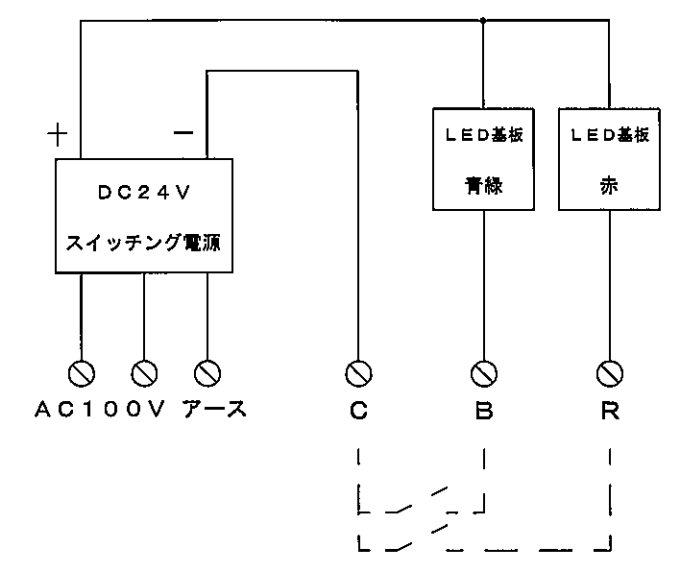 + −
LED基板 LED基板
青緑 赤
DC24V
スイッチング電源
AC100V アース C B R